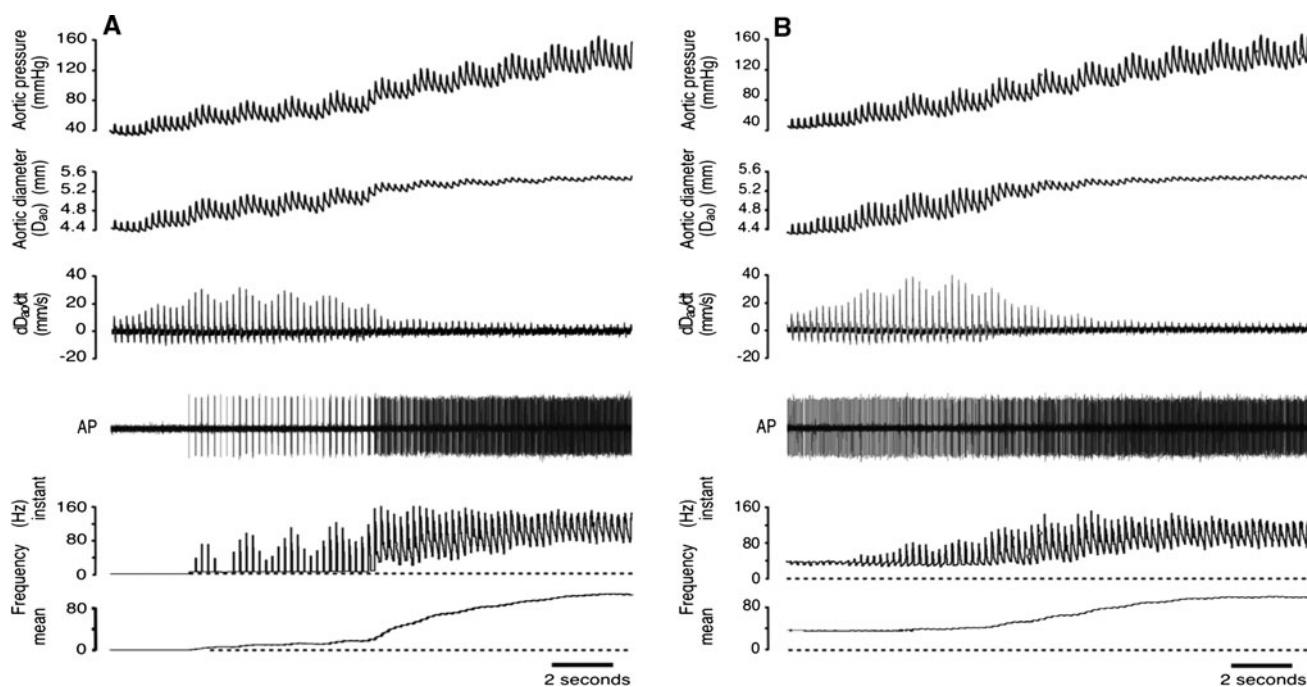 A
Aortic pressure
(mmHg)
160
120
80
40
Aortic diameter
(Dao) (mm)
5.6
5.2
4.8
4.4
dDao/dt
(mm/s)
40
20
0
-20
AP
Frequency (Hz)
instant
160
80
0
mean
80
0
2 seconds
B
Aortic pressure
(mmHg)
160
120
80
40
Aortic diameter
(Dao) (mm)
5.6
5.2
4.8
4.4
dDao/dt
(mm/s)
40
20
0
-20
AP
Frequency (Hz)
instant
160
80
0
mean
80
0
2 seconds